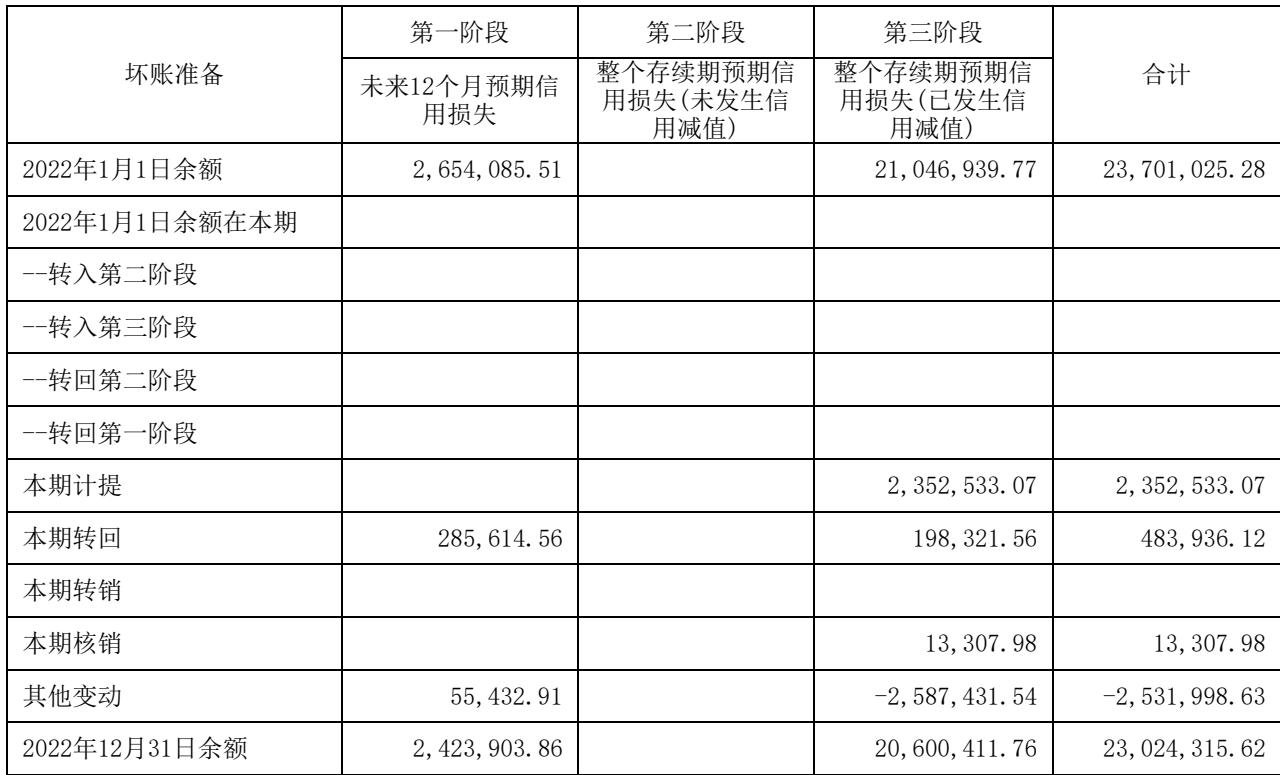 坏账准备 第一阶段 第二阶段 第三阶段 合计
未来12个月预期信用损失 整个存续期预期信用损失(未发生信用减值) 整个存续期预期信用损失(已发生信用减值)
2022年1月1日余额 2,654,085.51 21,046,939.77 23,701,025.28
2022年1月1日余额在本期
--转入第二阶段
--转入第三阶段
--转回第二阶段
--转回第一阶段
本期计提 2,352,533.07 2,352,533.07
本期转回 285,614.56 198,321.56 483,936.12
本期转销
本期核销 13,307.98 13,307.98
其他变动 55,432.91 -2,587,431.54 -2,531,998.63
2022年12月31日余额 2,423,903.86 20,600,411.76 23,024,315.62